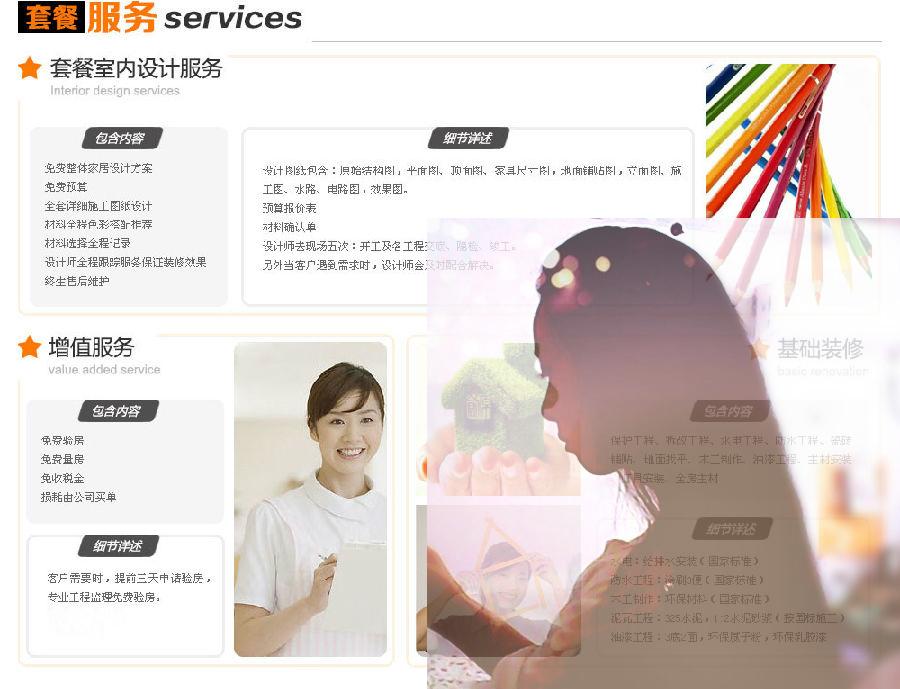 套餐 服务 services
套餐室内设计服务
Interior design services
包含内容
免费整体家居设计方案
免费预算
全套详细施工图纸设计
材料全程色彩搭配推荐
材料选择全程记录
设计师全程跟踪服务保证装修效果
终生售后维护
细节详述
设计图纸包含：原始结构图，平面图、顶面图、家具尺寸图，地面铺贴图，立面图、施
工图、水路、电路图，效果图。
预算报价表
材料确认单
设计师去现场五次：开工及各工程交底、隐检、竣工。
另外当客户遇到需求时，设计师会及时配合解决。
增值服务
value added service
包含内容
免费验房
免费量房
免收税金
损耗由公司买单
细节详述
客户需要时，提前三天申请验房，
专业工程监理免费验房。
基础装修
basic renovation
包含内容
保护工程、拆改工程、水电工程、防水工程、瓷砖
铺贴、地面找平、木工制作、油漆工程、主材安装
灯具安装、全房主材
细节详述
水电：给排水安装（国家标准）
防水工程：涂刷3便（国家标准）
木工制作：环保材料（国家标准）
泥瓦工程：325水泥，1:2水泥砂浆（按国标施工）
油漆工程：3底2面，环保腻子粉，环保乳胶漆